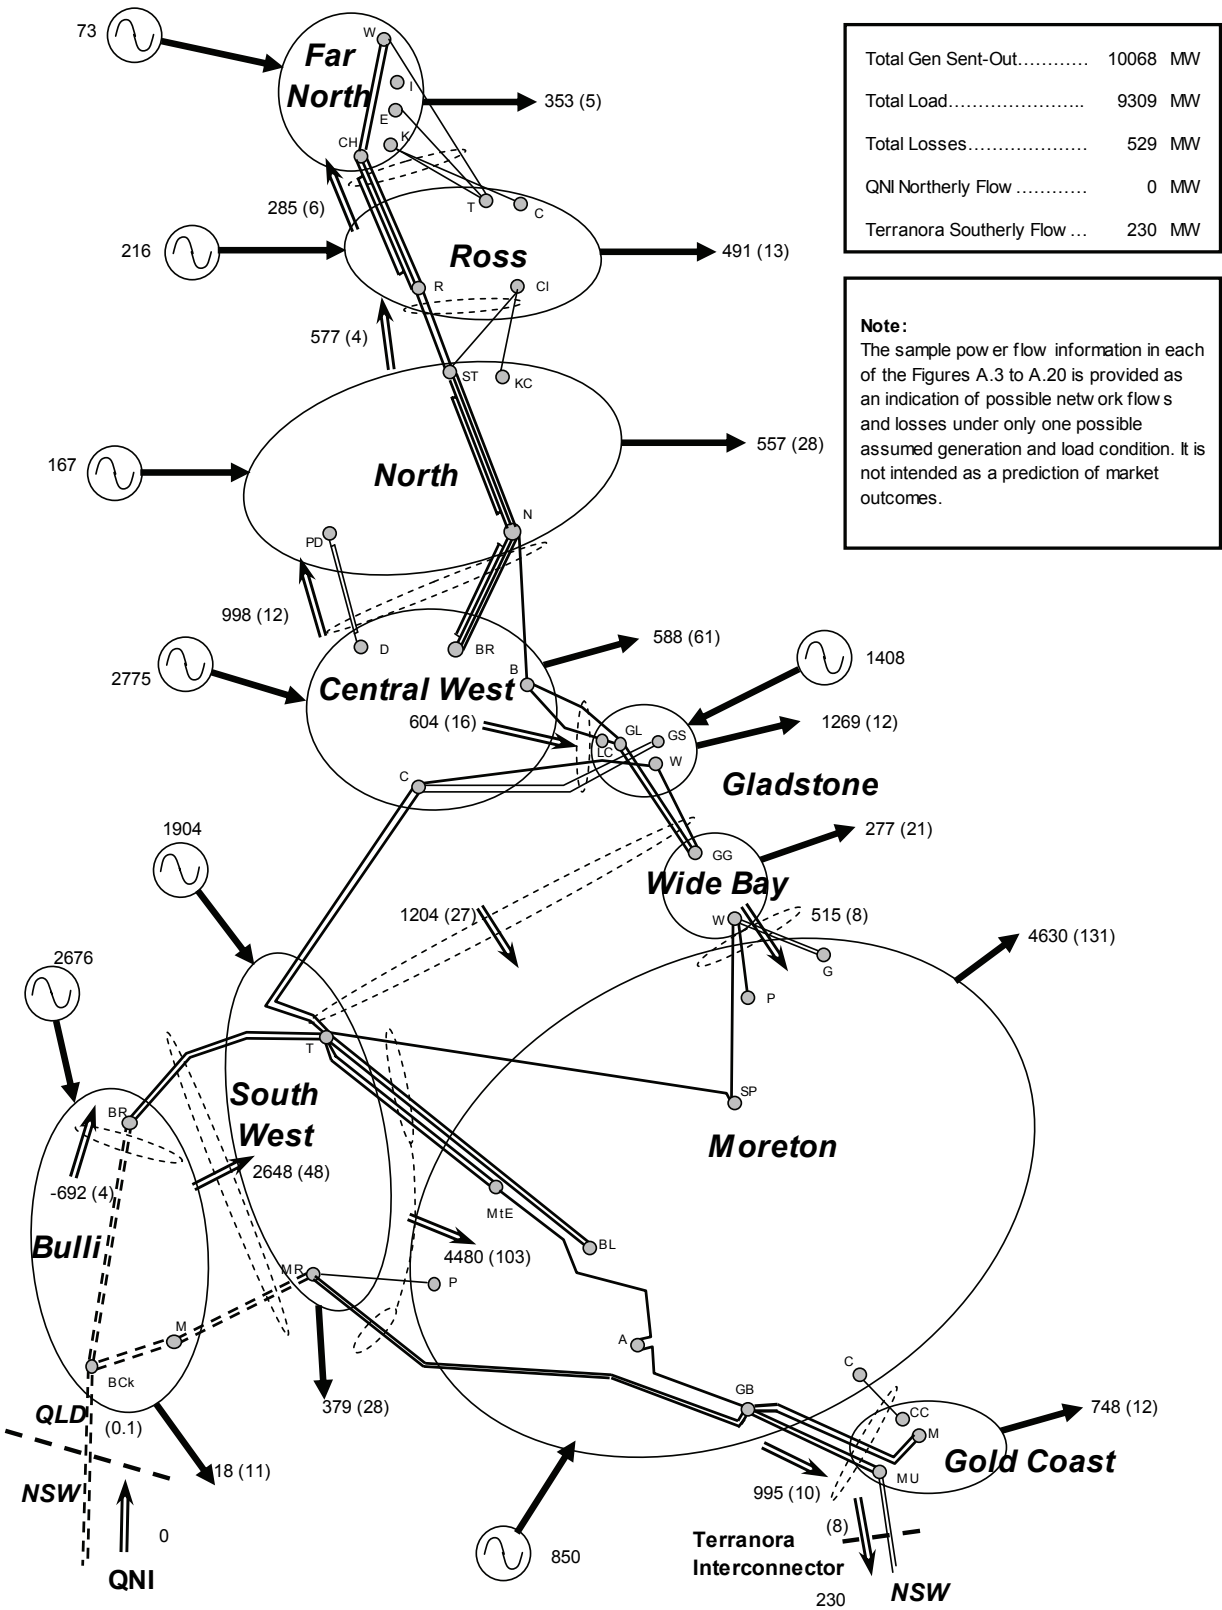 73
W
Far
North
I
E
K
CH
353 (5)
Total Gen Sent-Out………… 10068 MW
Total Load………………….. 9309 MW
Total Losses………………… 529 MW
QNI Northerly Flow ………… 0 MW
Terranora Southerly Flow … 230 MW
285 (6)
T
C
216
Ross
491 (13)
R
CI
577 (4)
ST
KC
Note:
The sample power flow information in each
of the Figures A.3 to A.20 is provided as
an indication of possible network flows
and losses under only one possible
assumed generation and load condition. It is
not intended as a prediction of market
outcomes.
167
North
557 (28)
N
PD
998 (12)
D
BR
588 (61)
1408
2775
B
Central West
604 (16)
1269 (12)
GL
GS
LC
W
C
Gladstone
1904
277 (21)
GG
Wide Bay
1204 (27)
W
515 (8)
4630 (131)
G
2676
P
T
SP
BR
South
West
Moreton
2648 (48)
-692 (4)
MtE
Bulli
4480 (103)
BL
MR
P
M
A
BCk
C
QLD
(0.1)
379 (28)
GB
CC
748 (12)
M
18 (11)
Gold Coast
MU
NSW
995 (10)
(8)
0
Terranora
Interconnector
850
QNI
230
NSW